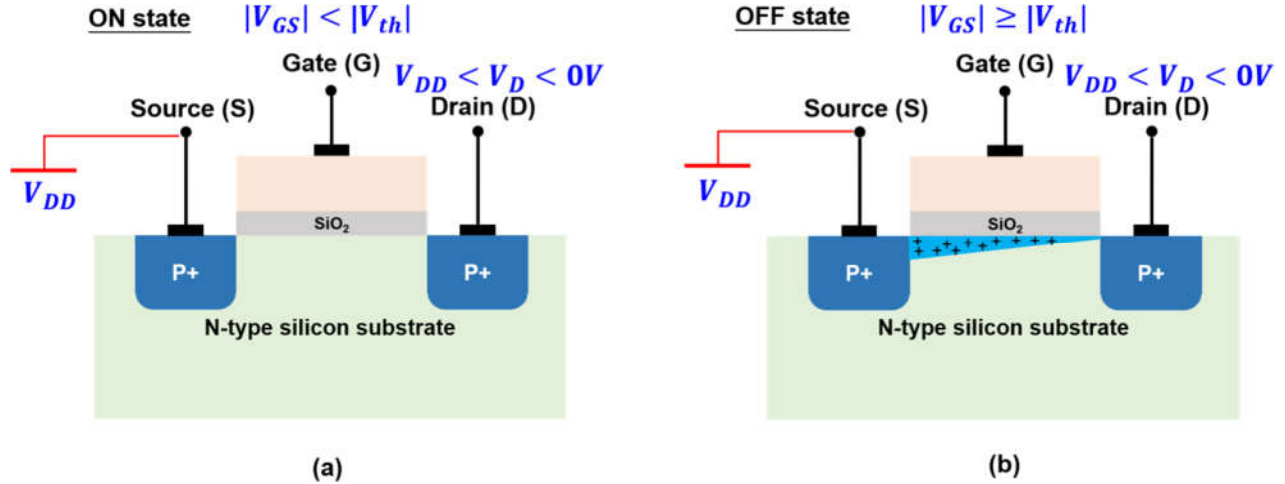 ON state |V_GS| < |V_th|
Gate (G)
V_DD < V_D < 0V
Source (S)
Drain (D)
V_DD
SiO₂
P+
P+
N-type silicon substrate
(a)
OFF state |V_GS| ≥ |V_th|
Gate (G)
V_DD < V_D < 0V
Source (S)
Drain (D)
V_DD
SiO₂
+ + + + + + + + + + + + +
P+
P+
N-type silicon substrate
(b)